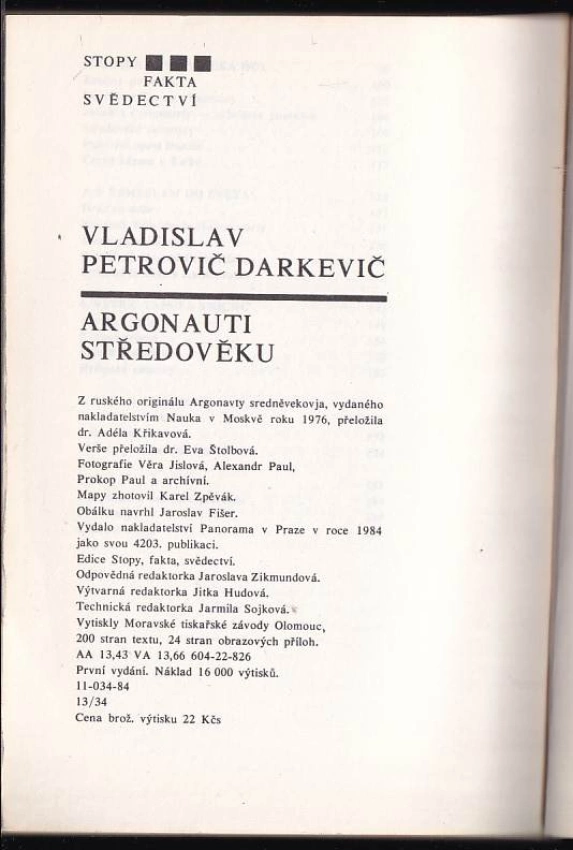 STOPY
FAKTA
SVĚDECTVÍ
VLADISLAV
PETROVIČ DARKEVIČ
ARGONAUTI
STŘEDOVĚKU
Z ruského originálu Argonavty sredněvekovja, vydaného
nakladatelstvím Nauka v Moskvě roku 1976, přeložila
dr. Adéla Křikavová.
Verše přeložila dr. Eva Štolbová.
Fotografie Věra Jislová, Alexandr Paul,
Prokop Paul a archívní.
Mapy zhotovil Karel Zpěvák.
Obálku navrhl Jaroslav Fišer.
Vydalo nakladatelství Panorama v Praze v roce 1984
jako svou 4203. publikaci.
Edice Stopy, fakta, svědectví.
Odpovědná redaktorka Jaroslava Zikmundová.
Výtvarná redaktorka Jitka Hudová.
Technická redaktorka Jarmila Sojková.
Vytiskly Moravské tiskařské závody Olomouc,
200 stran textu, 24 stran obrazových příloh.
AA 13,43 VA 13,66 604-22-826
První vydání. Náklad 16 000 výtisků.
11-034-84
13/34
Cena brož. výtisku 22 Kčs